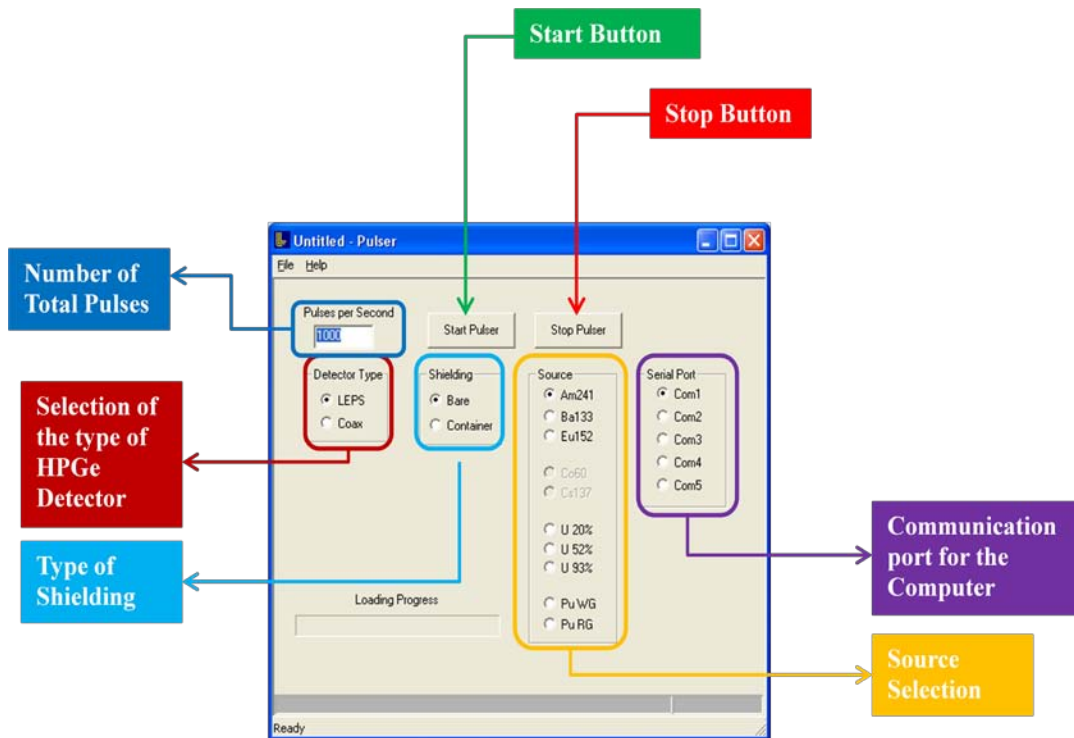 Start Button
Stop Button
Untitled - Pulser
File Help
Number of
Total Pulses
Pulses per Second
1000
Start Pulser
Stop Pulser
Detector Type
LEPS
Coax
Shielding
Bare
Container
Source
Am241
Ba133
Eu152
Co60
Cs137
U 20%
U 52%
U 93%
Pu WG
Pu RG
Serial Port
Com1
Com2
Com3
Com4
Com5
Selection of
the type of
HPGe
Detector
Type of
Shielding
Communication
port for the
Computer
Loading Progress
Source
Selection
Ready